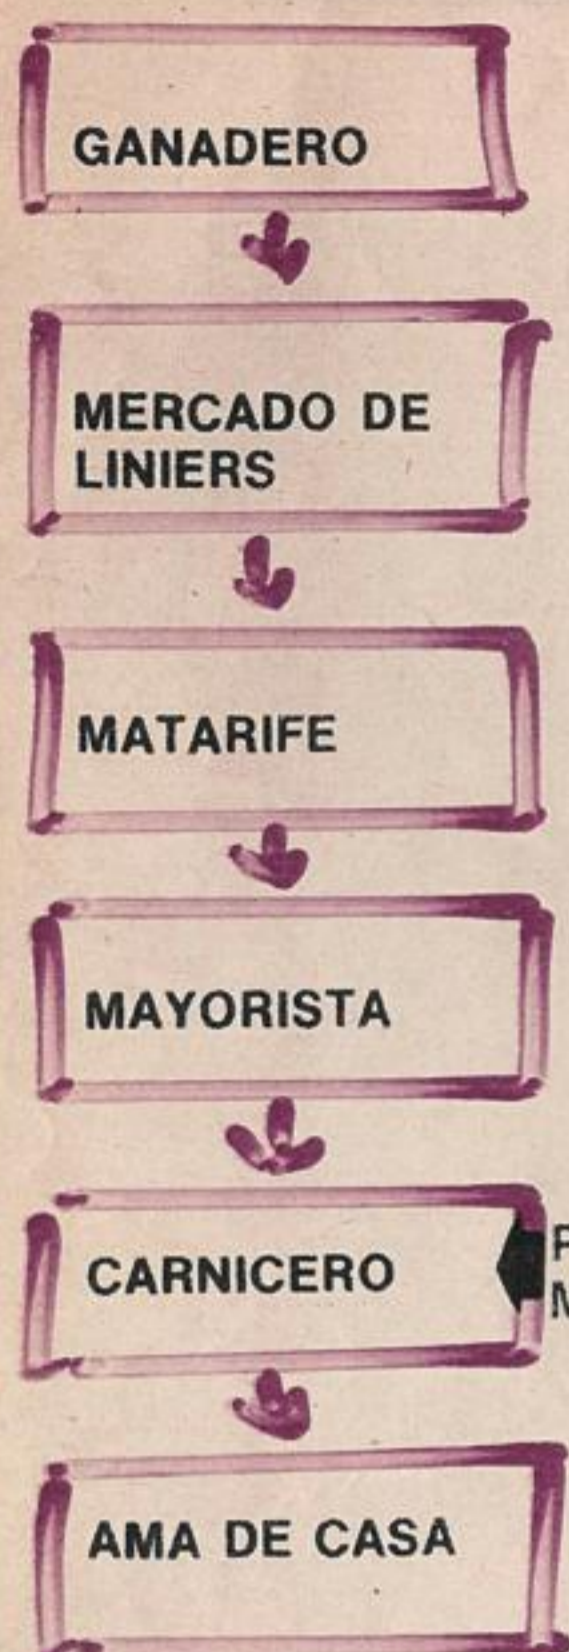 GANADERO
MERCADO DE
LINIERS
MATARIFE
MAYORISTA
CARNICERO
AMA DE CASA